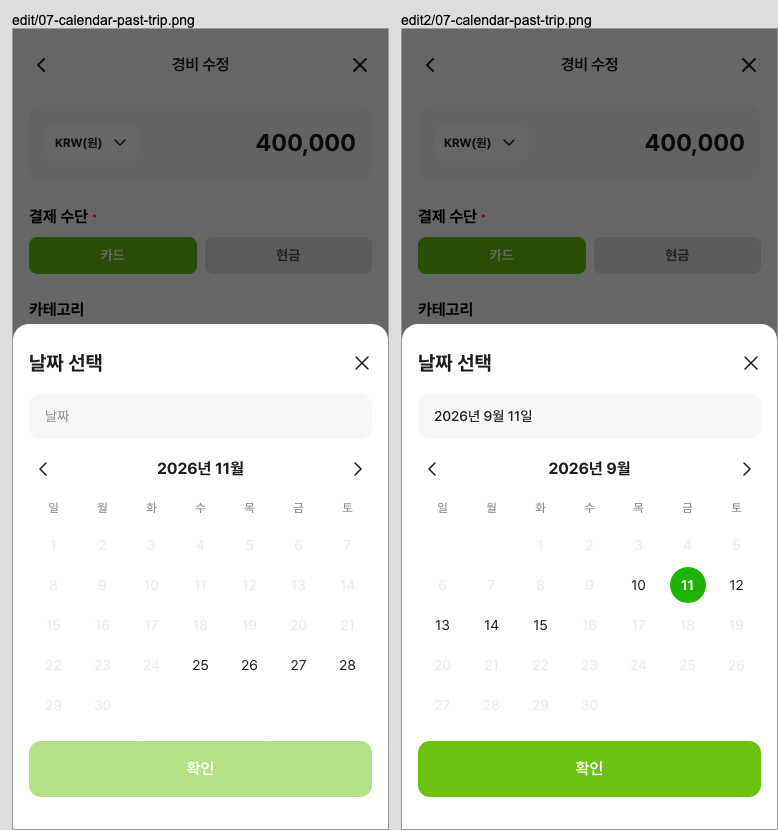 edit/07-calendar-past-trip.png
경비 수정
KRW(원) 400,000
결제 수단 •
카드 현금
카테고리
날짜 선택
날짜
2026년 11월
일 월 화 수 목 금 토
1 2 3 4 5 6 7
8 9 10 11 12 13 14
15 16 17 18 19 20 21
22 23 24 25 26 27 28
29 30
확인
edit2/07-calendar-past-trip.png
경비 수정
KRW(원) 400,000
결제 수단 •
카드 현금
카테고리
날짜 선택
2026년 9월 11일
2026년 9월
일 월 화 수 목 금 토
1 2 3 4 5
6 7 8 9 10 11 12
13 14 15 16 17 18 19
20 21 22 23 24 25 26
27 28 29 30
확인